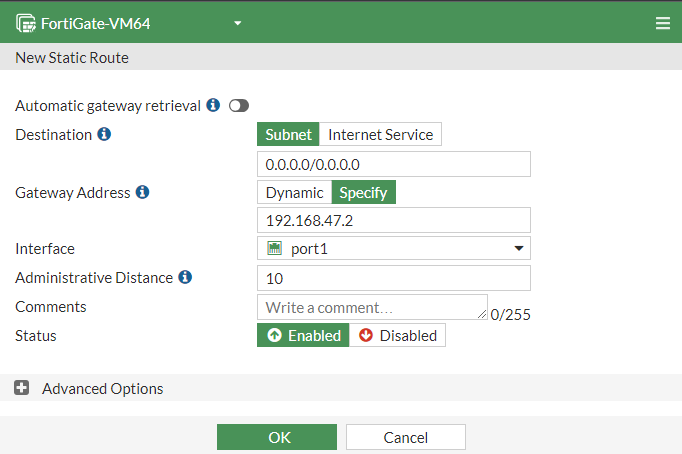 FortiGate-VM64
New Static Route
Automatic gateway retrieval
Destination Subnet Internet Service
0.0.0.0/0.0.0.0
Gateway Address Dynamic Specify
192.168.47.2
Interface port1
Administrative Distance 10
Comments Write a comment... 0/255
Status Enabled Disabled
Advanced Options
OK Cancel